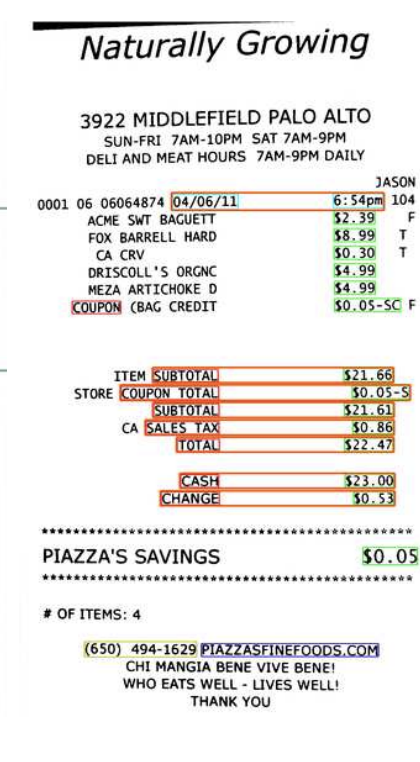 Naturally Growing
3922 MIDDLEFIELD PALO ALTO
SUN-FRI 7AM-10PM SAT 7AM-9PM
DELI AND MEAT HOURS 7AM-9PM DAILY
JASON
0001 06 06064874 04/06/11 6:54pm 104
ACME SWT BAGUETT $2.39 F
FOX BARRELL HARD $8.99 T
CA CRV $0.30 T
DRISCOLL'S ORGNC $4.99
MEZA ARTICHOKE D $4.99
COUPON (BAG CREDIT $0.05-SC F
ITEM SUBTOTAL $21.66
STORE COUPON TOTAL $0.05-S
SUBTOTAL $21.61
CA SALES TAX $0.86
TOTAL $22.47
CASH $23.00
CHANGE $0.53
********************************************
PIAZZA'S SAVINGS $0.05
********************************************
# OF ITEMS: 4
(650) 494-1629 PIAZZASFINEFOODS.COM
CHI MANGIA BENE VIVE BENE!
WHO EATS WELL - LIVES WELL!
THANK YOU